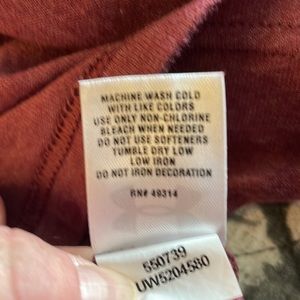 MACHINE WASH COLD
WITH LIKE COLORS
USE ONLY NON-CHLORINE
BLEACH WHEN NEEDED
DO NOT USE SOFTENERS
TUMBLE DRY LOW
LOW IRON
DO NOT IRON DECORATION
RN# 49314
550739
UW5204580